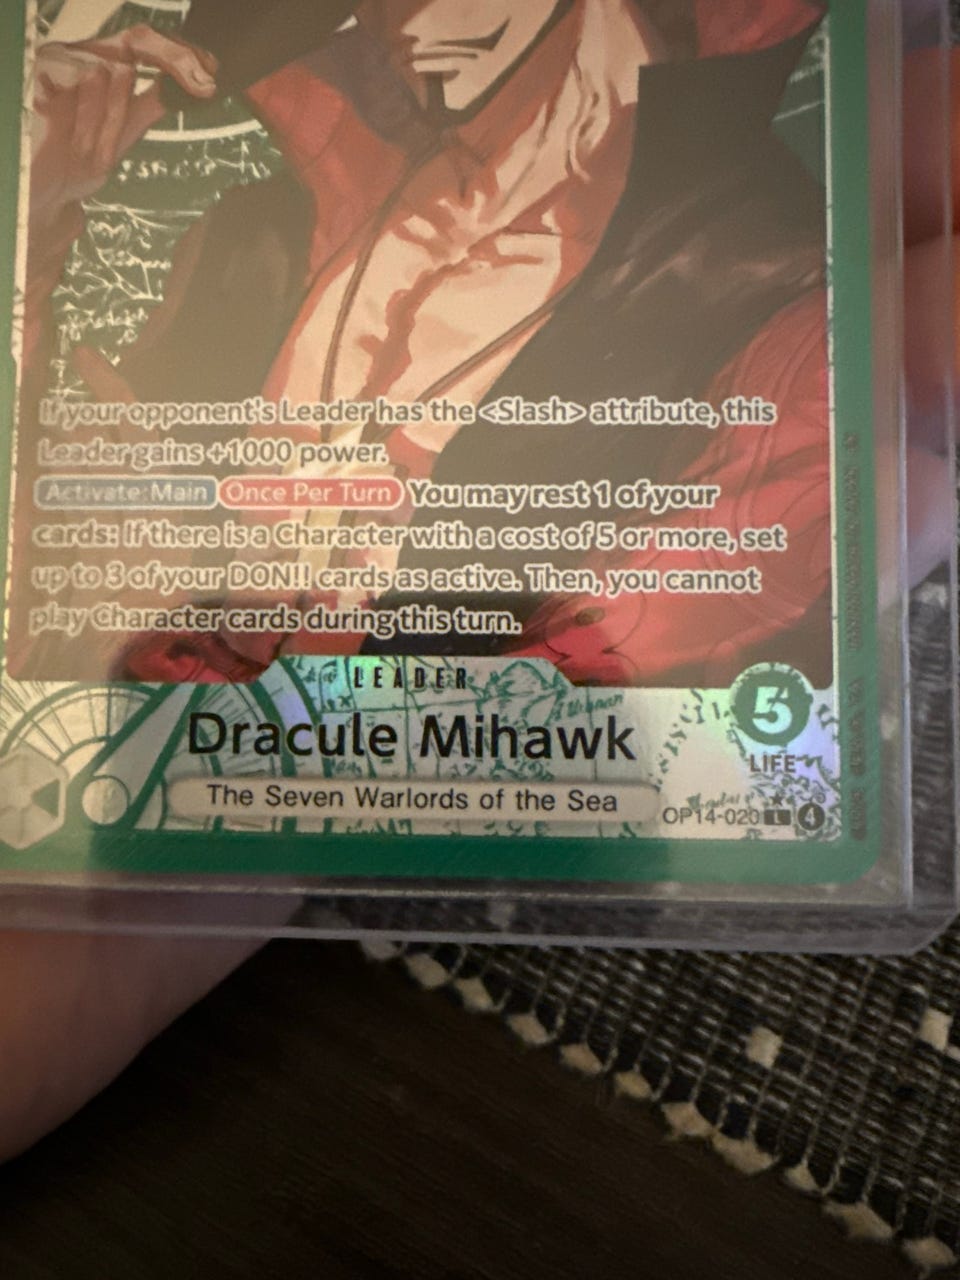 If your opponent's Leader has the <Slash> attribute, this
Leader gains +1000 power.
Activate: Main Once Per Turn You may rest 1 of your
cards: If there is a Character with a cost of 5 or more, set
up to 3 of your DON!! cards as active. Then, you cannot
play Character cards during this turn.
LEADER
Dracule Mihawk
5
LIFE
The Seven Warlords of the Sea
OP14-020 L 4